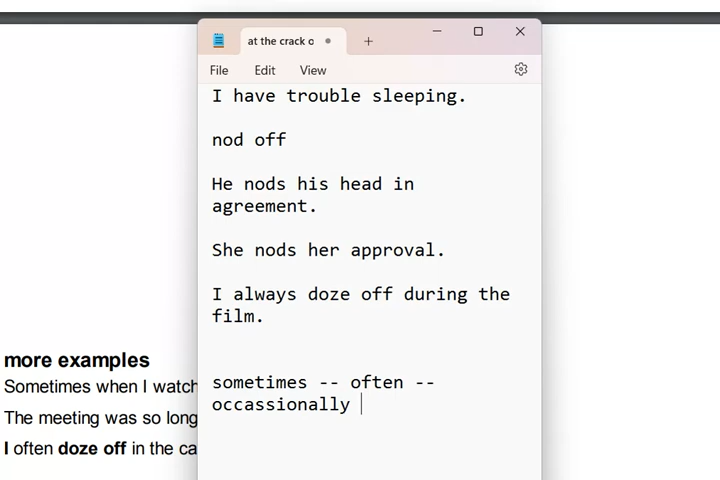 at the crack o
File Edit View
I have trouble sleeping.
nod off
He nods his head in
agreement.
She nods her approval.
I always doze off during the
film.
sometimes -- often --
occassionally
more examples
Sometimes when I watch
The meeting was so long
I often doze off in the ca